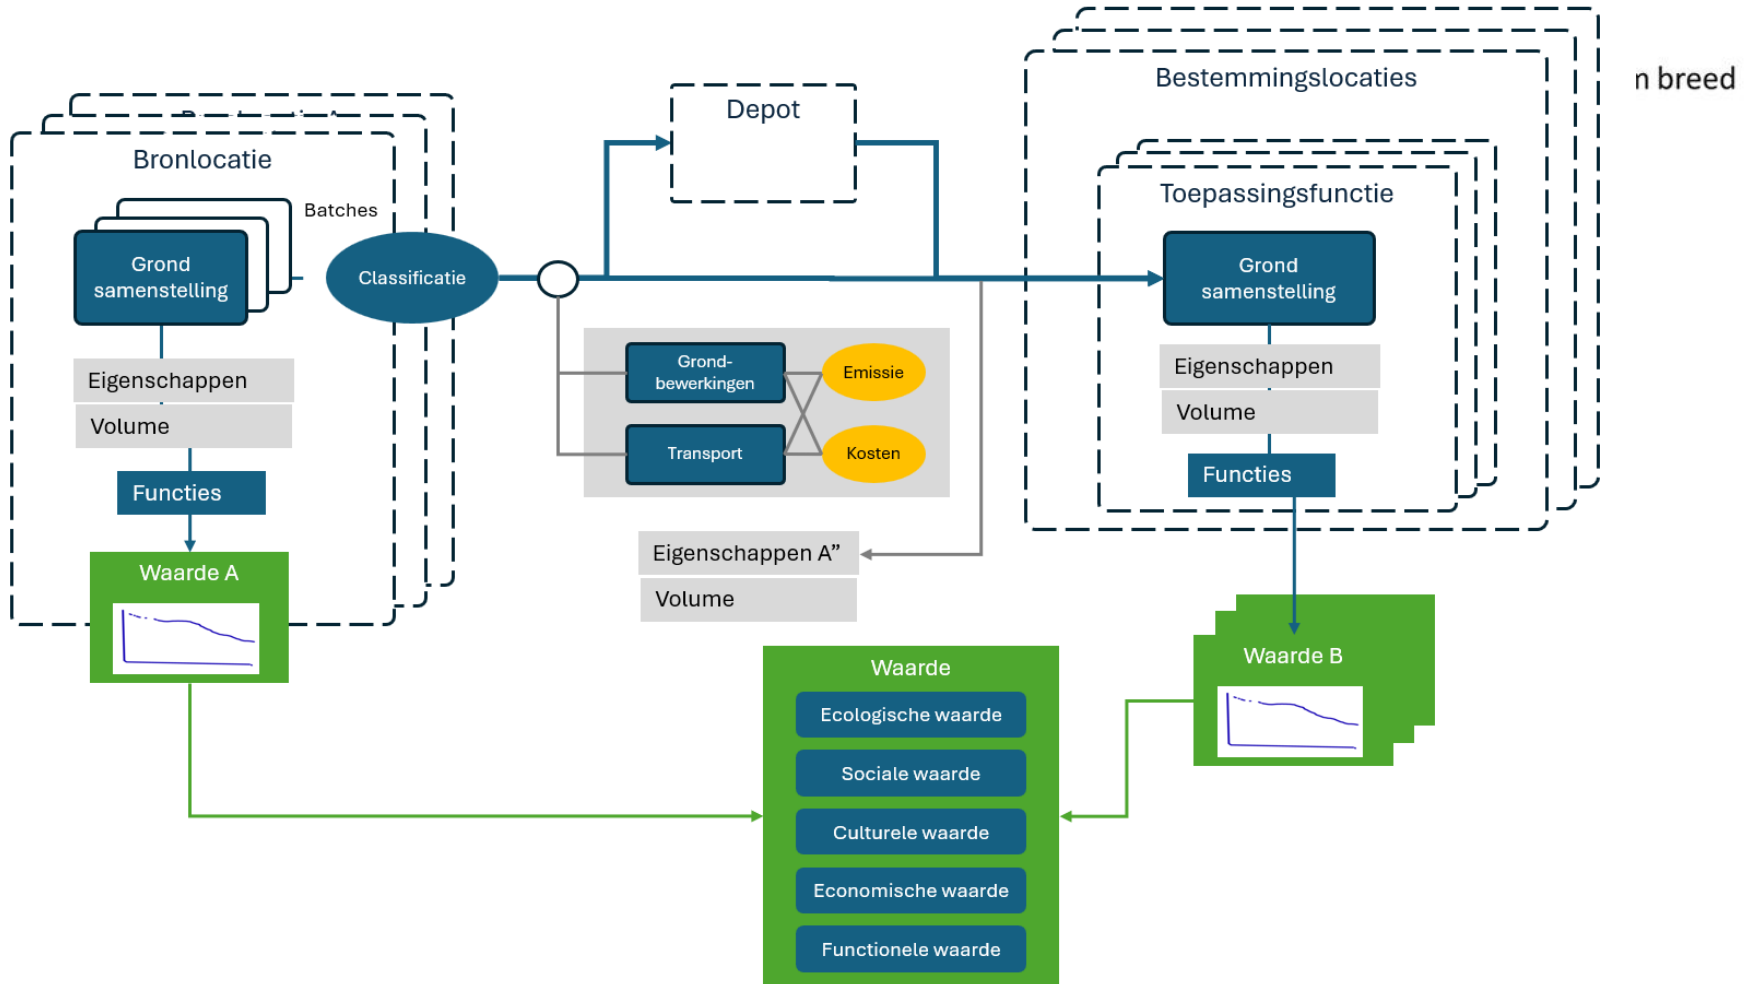 Bestemmingslocaties
breed
Depot
Bronlocatie
Toepassingsfunctie
Batches
Grond
samenstelling
Classificatie
Grond
samenstelling
Grond-
bewerkingen
Emissie
Eigenschappen
Volume
Transport
Kosten
Eigenschappen
Volume
Functies
Functies
Eigenschappen A”
Volume
Waarde A
Waarde B
Waarde
Ecologische waarde
Sociale waarde
Culturele waarde
Economische waarde
Functionele waarde